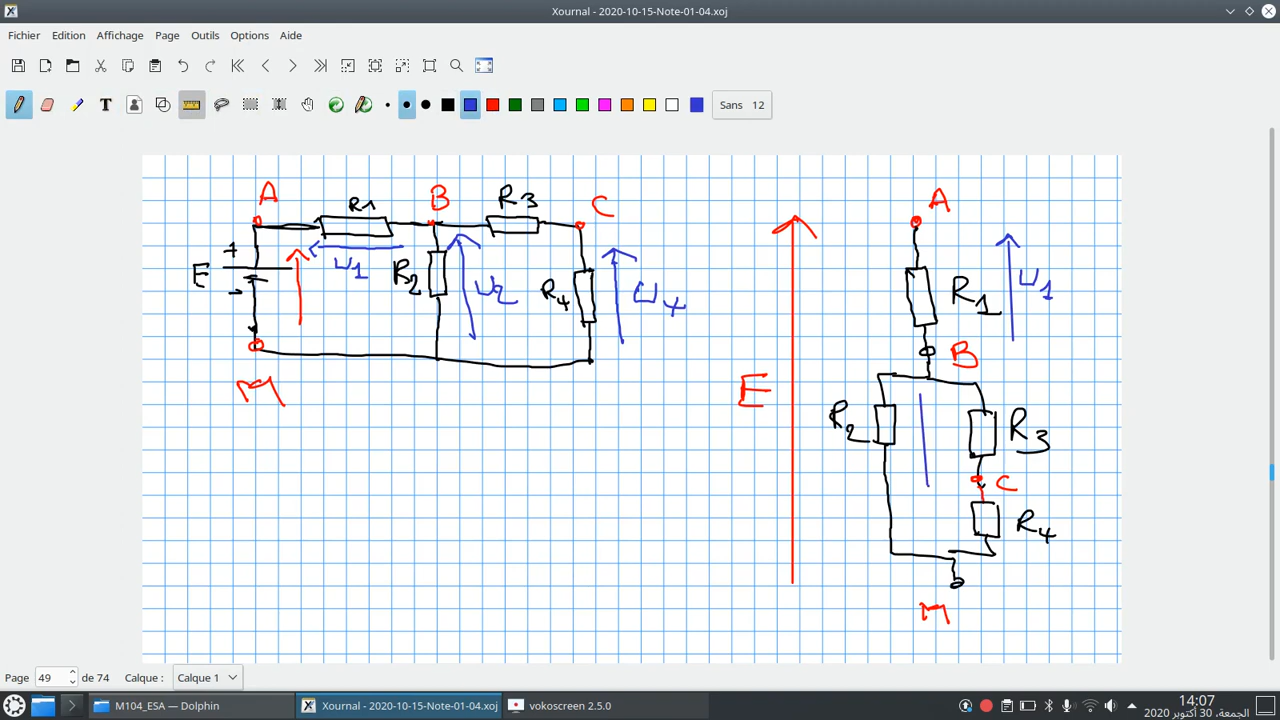 Xournal - 2020-10-15-Note-01-04.xoj
Fichier Edition Affichage Page Outils Options Aide
Sans 12
A R1 B R3 C
+ E -
U1 R2 U2 R4 U4
M
A
R1 U1
B
E
R2 R3
C
R4
M
Page 49 de 74 Calque : Calque 1
M104_ESA — Dolphin
Xournal - 2020-10-15-Note-01-04.xoj
vokoscreen 2.5.0
14:07
الجمعة، 30 أكتوبر 2020